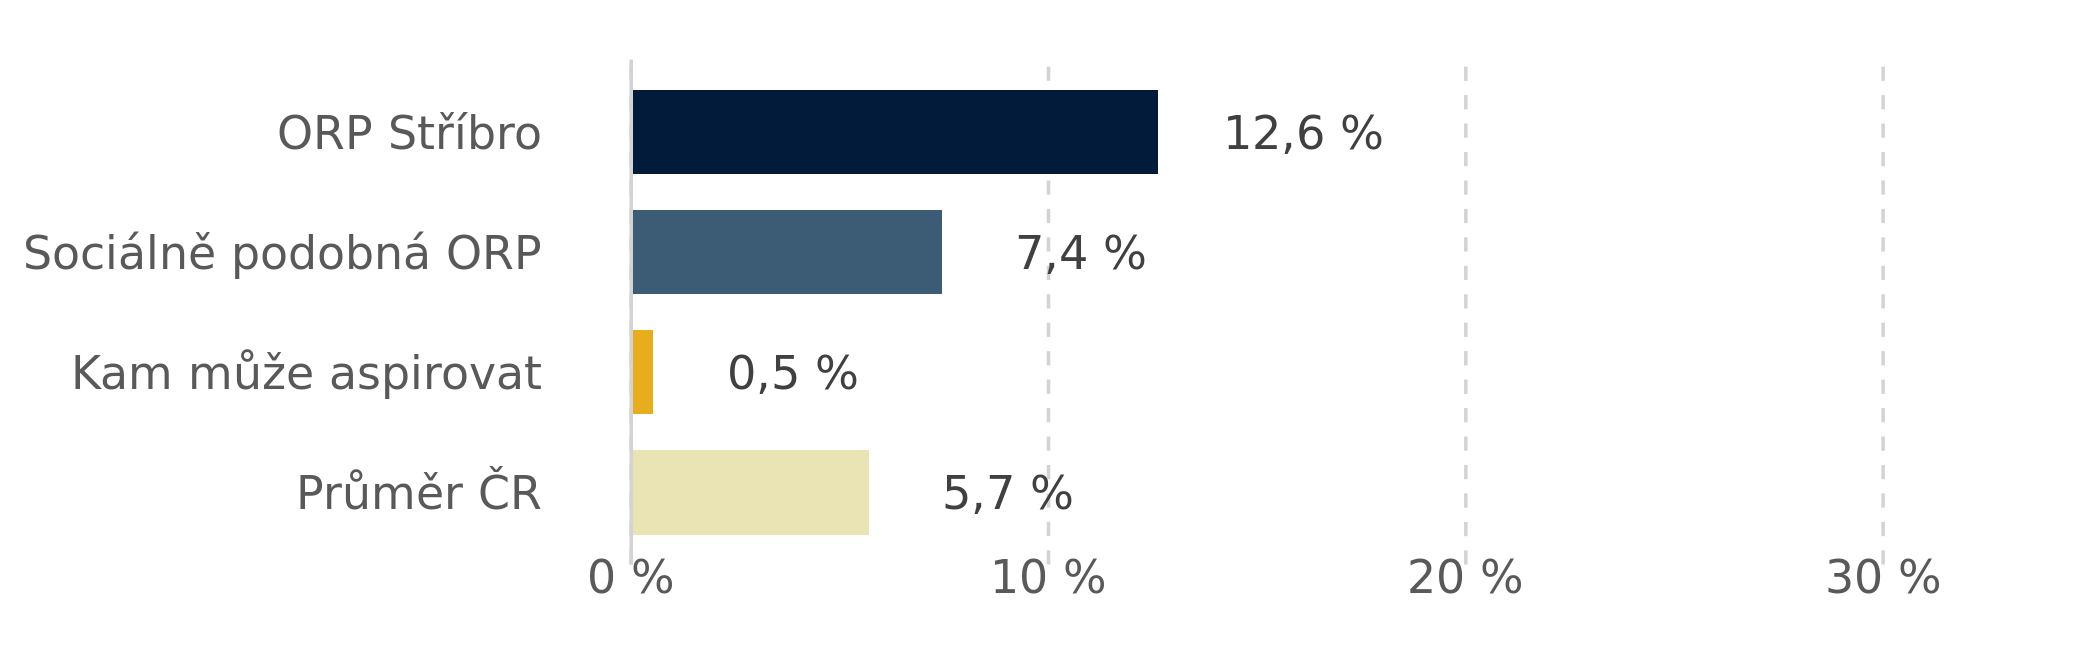 ORP Stříbro 12,6 %
Sociálně podobná ORP 7,4 %
Kam může aspirovat 0,5 %
Průměr ČR 5,7 %
0 % 10 % 20 % 30 %